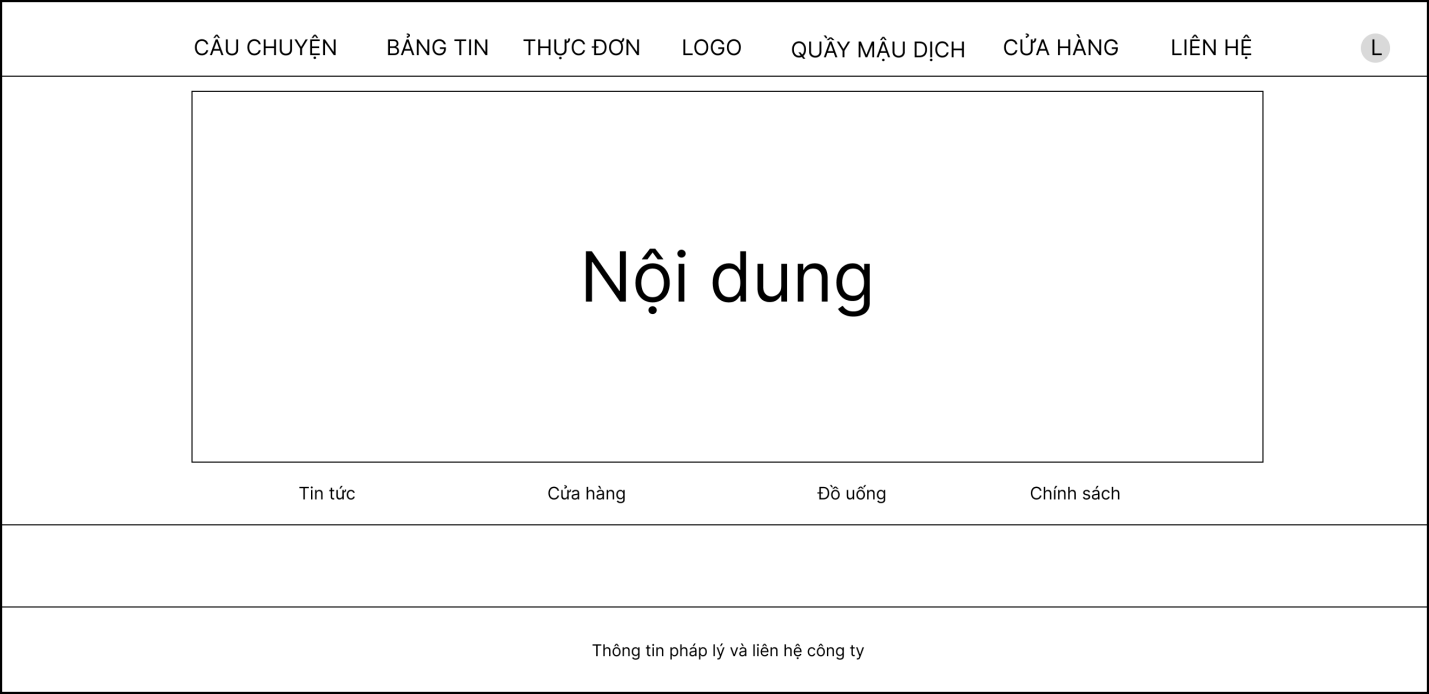 CÂU CHUYỆN BẢNG TIN THỰC ĐƠN LOGO QUẦY MẬU DỊCH CỬA HÀNG LIÊN HỆ L
Nội dung
Tin tức Cửa hàng Đồ uống Chính sách
Thông tin pháp lý và liên hệ công ty